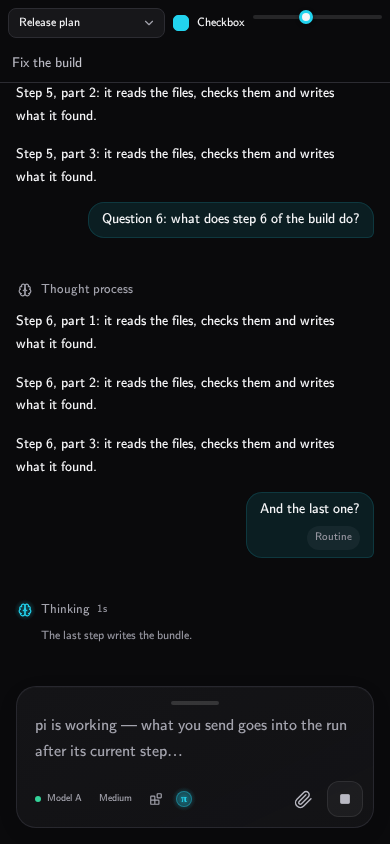 Release plan
Checkbox
Fix the build
Step 5, part 2: it reads the files, checks them and writes
what it found.
Step 5, part 3: it reads the files, checks them and writes
what it found.
Question 6: what does step 6 of the build do?
Thought process
Step 6, part 1: it reads the files, checks them and writes
what it found.
Step 6, part 2: it reads the files, checks them and writes
what it found.
Step 6, part 3: it reads the files, checks them and writes
what it found.
And the last one?
Routine
Thinking 1s
The last step writes the bundle.
pi is working — what you send goes into the run
after its current step…
Model A
Medium
π